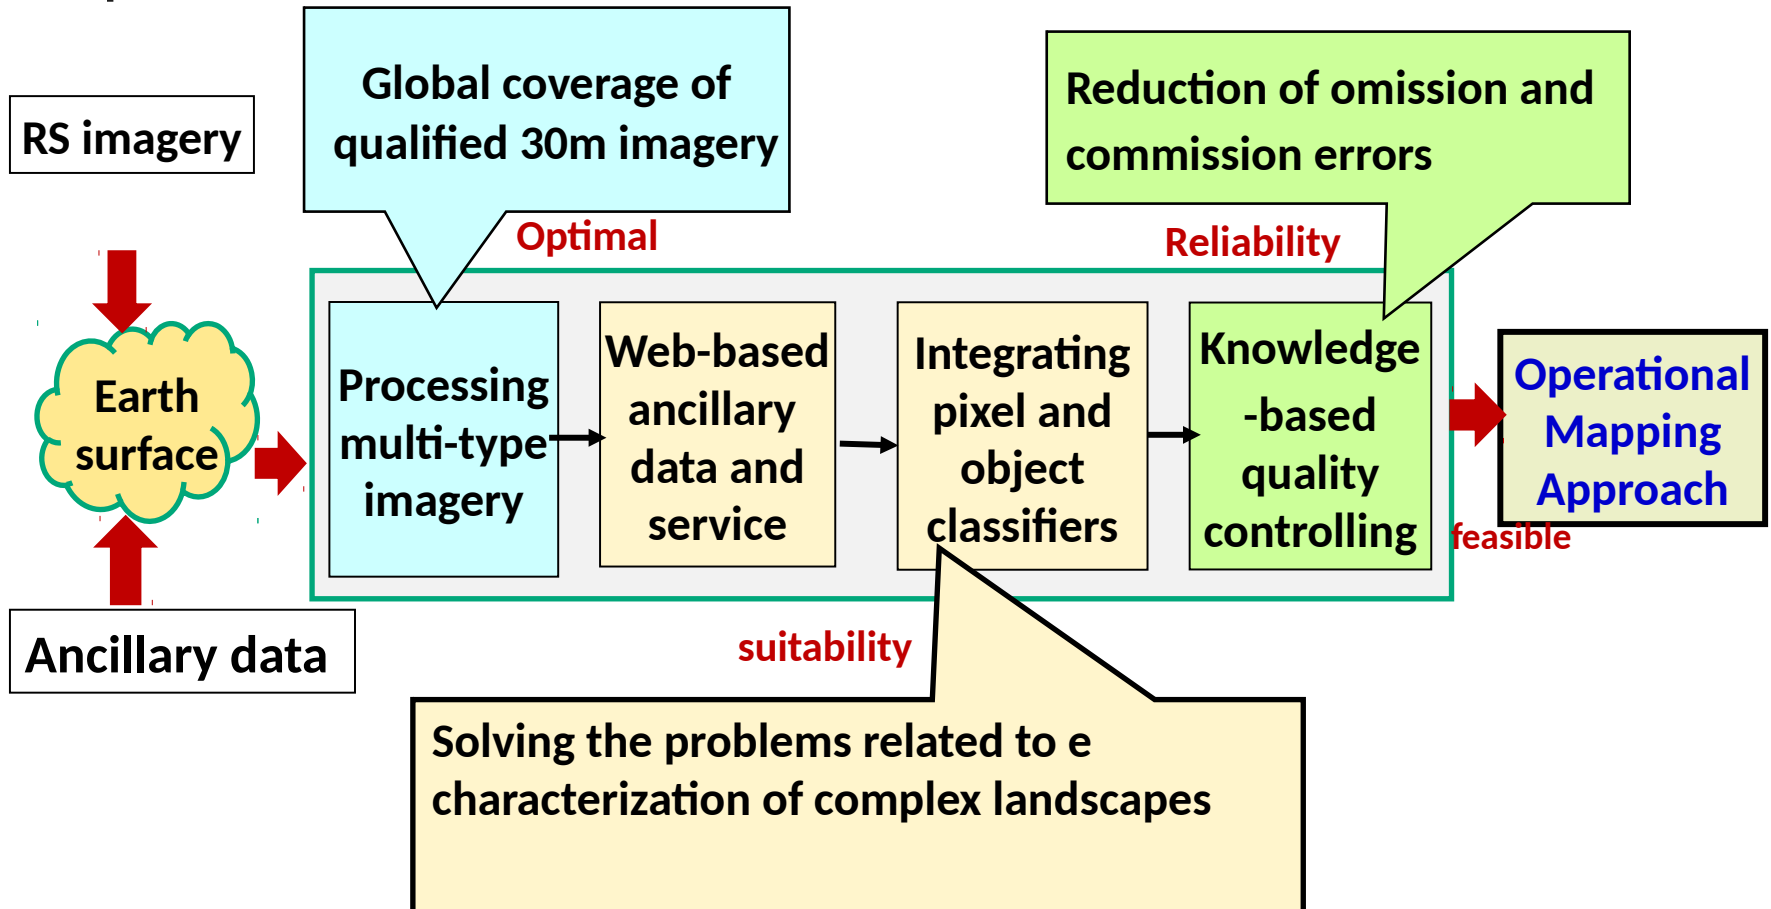 Global coverage of
qualified 30m imagery
Reduction of omission and
commission errors
RS imagery
Optimal
Reliability
Earth
surface
Processing
multi-type
imagery
Web-based
ancillary
data and
service
Integrating
pixel and
object
classifiers
Knowledge
-based
quality
controlling
Operational
Mapping
Approach
feasible
Ancillary data
suitability
Solving the problems related to e
characterization of complex landscapes